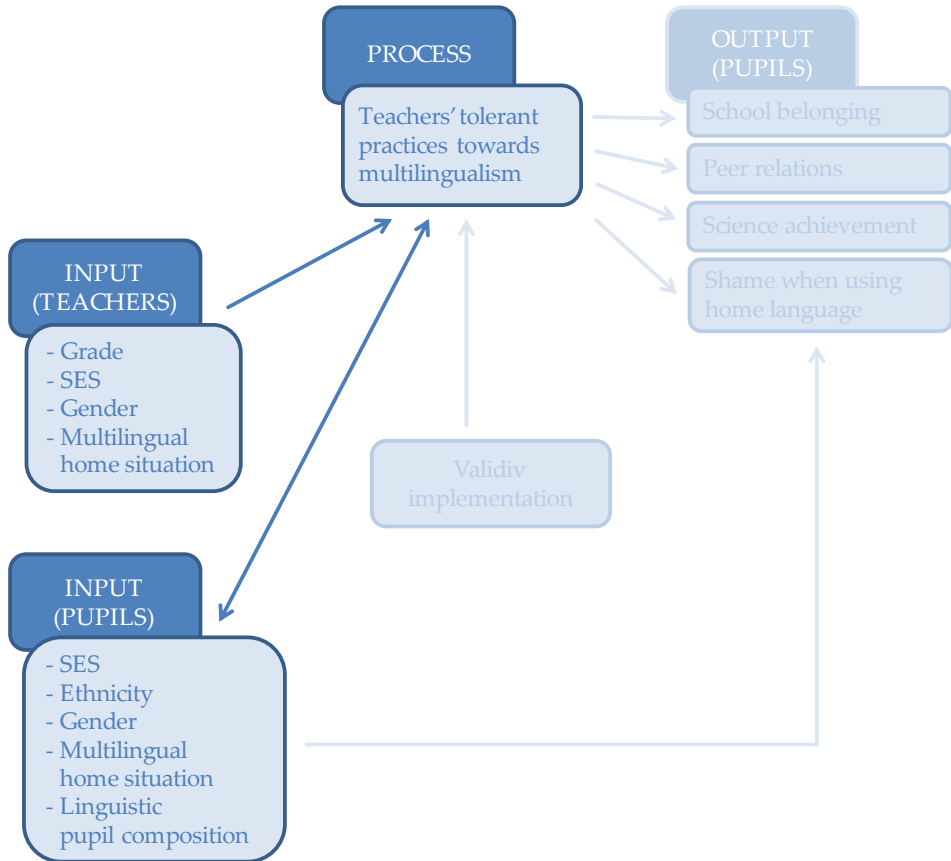 PROCESS
Teachers' tolerant
practices towards
multilingualism
OUTPUT
(PUPILS)
School belonging
Peer relations
Science achievement
Shame when using
home language
INPUT
(TEACHERS)
- Grade
- SES
- Gender
- Multilingual
home situation
Validiv
implementation
INPUT
(PUPILS)
- SES
- Ethnicity
- Gender
- Multilingual
home situation
- Linguistic
pupil composition